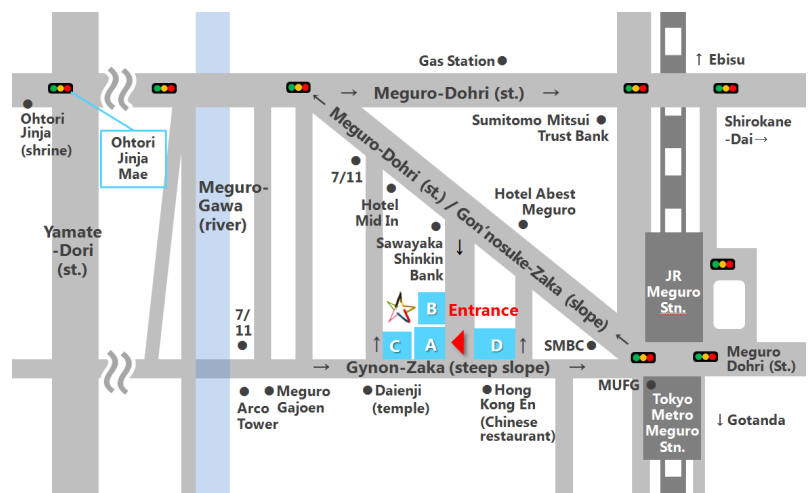 Gas Station
↑ Ebisu
→ Meguro-Dohri (st.) →
Ohtori
Jinja
(shrine)
Ohtori
Jinja
Mae
Sumitomo Mitsui
Trust Bank
Shirokane
-Dai→
← Meguro-Dohri (st.) / Gon'nosuke-Zaka (slope) ←
7/11
Meguro-
Gawa
(river)
Hotel
Mid In
Hotel Abest
Meguro
Yamate
-Dori
(st.)
Sawayaka
Shinkin
Bank
↓
JR
Meguro
Stn.
7/
11
B
Entrance
↑
C
A
D
↑
SMBC
→ Gynon-Zaka (steep slope) →
Meguro
Dohri (St.)
MUFG
Arco
Tower
Meguro
Gajoen
Daienji
(temple)
Hong
Kong En
(Chinese
restaurant)
Tokyo
Metro
Meguro
Stn.
↓Gotanda